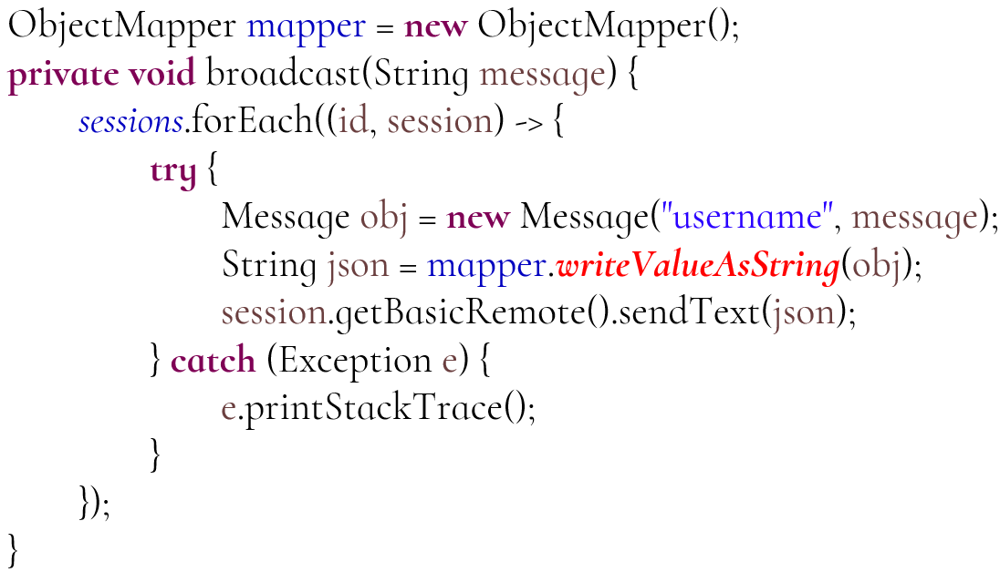 ObjectMapper mapper = new ObjectMapper();
private void broadcast(String message) {
sessions.forEach((id, session) -> {
try {
Message obj = new Message("username", message);
String json = mapper.writeValueAsString(obj);
session.getBasicRemote().sendText(json);
} catch (Exception e) {
e.printStackTrace();
}
});
}